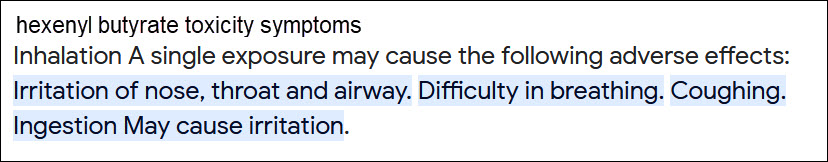 hexenyl butyrate toxicity symptoms
Inhalation A single exposure may cause the following adverse effects:
Irritation of nose, throat and airway. Difficulty in breathing. Coughing.
Ingestion May cause irritation.